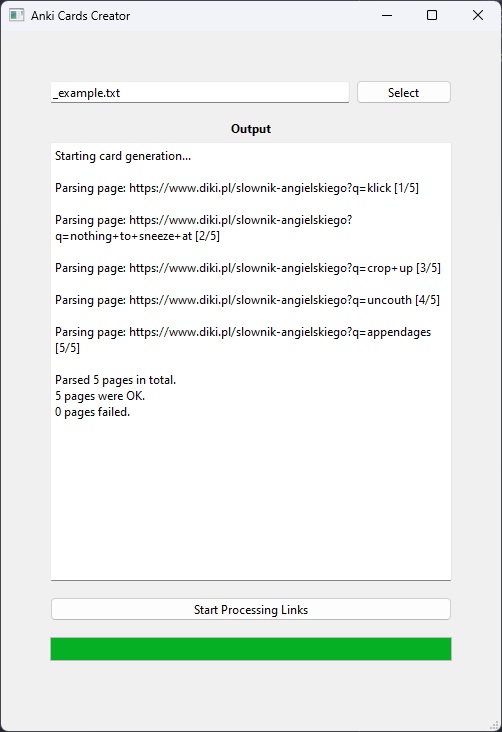 Anki Cards Creator
_example.txt
Select
Output
Starting card generation...
Parsing page: https://www.diki.pl/slownik-angielskiego?q=klick [1/5]
Parsing page: https://www.diki.pl/slownik-angielskiego?
q=nothing+to+sneeze+at [2/5]
Parsing page: https://www.diki.pl/slownik-angielskiego?q=crop+up [3/5]
Parsing page: https://www.diki.pl/slownik-angielskiego?q=uncouth [4/5]
Parsing page: https://www.diki.pl/slownik-angielskiego?q=appendages
[5/5]
Parsed 5 pages in total.
5 pages were OK.
0 pages failed.
Start Processing Links